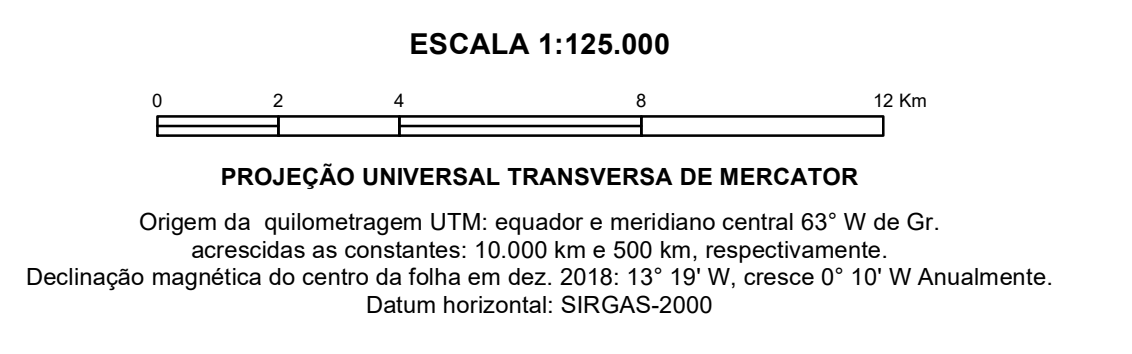 ESCALA 1:125.000
0 2 4 8 12 Km
PROJEÇÃO UNIVERSAL TRANSVERSA DE MERCATOR
Origem da quilometragem UTM: equador e meridiano central 63° W de Gr.
acrescidas as constantes: 10.000 km e 500 km, respectivamente.
Declinação magnética do centro da folha em dez. 2018: 13° 19' W, cresce 0° 10' W Anualmente.
Datum horizontal: SIRGAS-2000